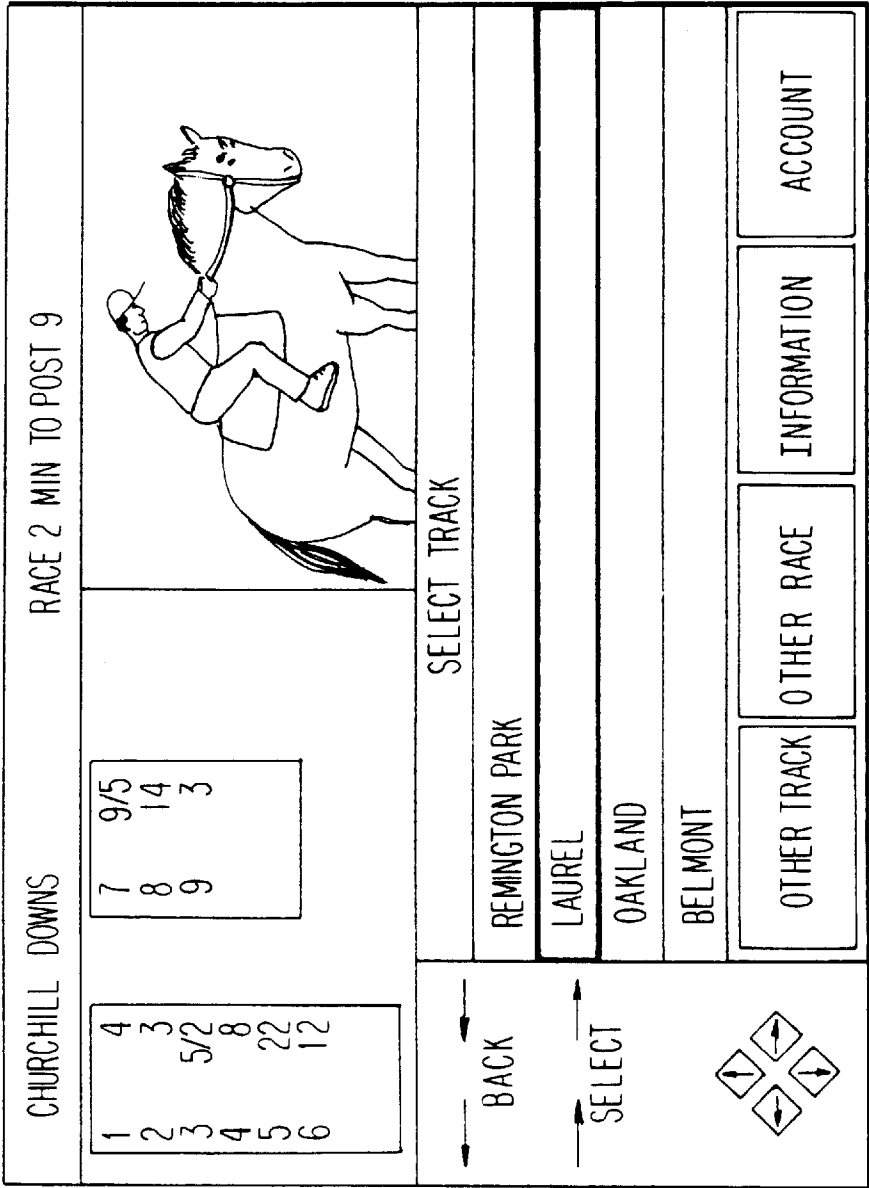 CHURCHILL DOWNS RACE 2 MIN TO POST 9
1 4
2 3
3 5/2
4 8
5 22
6 12
7 9/5
8 14
9 3
SELECT TRACK
BACK
SELECT
REMINGTON PARK
LAUREL
OAKLAND
BELMONT
OTHER TRACK OTHER RACE INFORMATION ACCOUNT